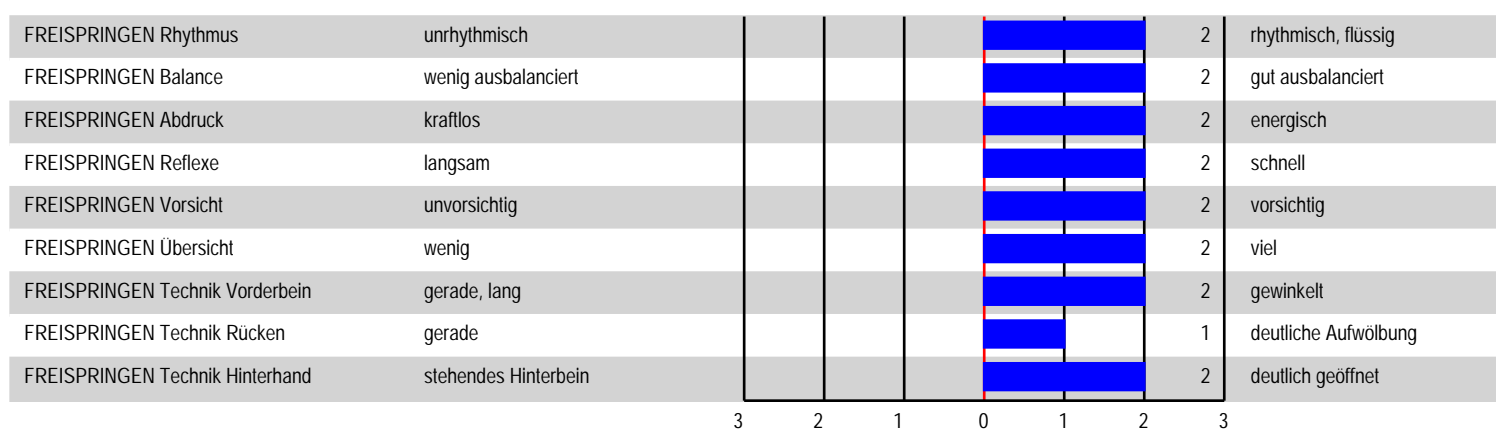 FREISPRINGEN Rhythmus unrhythmisch 2 rhythmisch, flüssig
FREISPRINGEN Balance wenig ausbalanciert 2 gut ausbalanciert
FREISPRINGEN Abdruck kraftlos 2 energisch
FREISPRINGEN Reflexe langsam 2 schnell
FREISPRINGEN Vorsicht unvorsichtig 2 vorsichtig
FREISPRINGEN Übersicht wenig 2 viel
FREISPRINGEN Technik Vorderbein gerade, lang 2 gewinkelt
FREISPRINGEN Technik Rücken gerade 1 deutliche Aufwölbung
FREISPRINGEN Technik Hinterhand stehendes Hinterbein 2 deutlich geöffnet
3 2 1 0 1 2 3